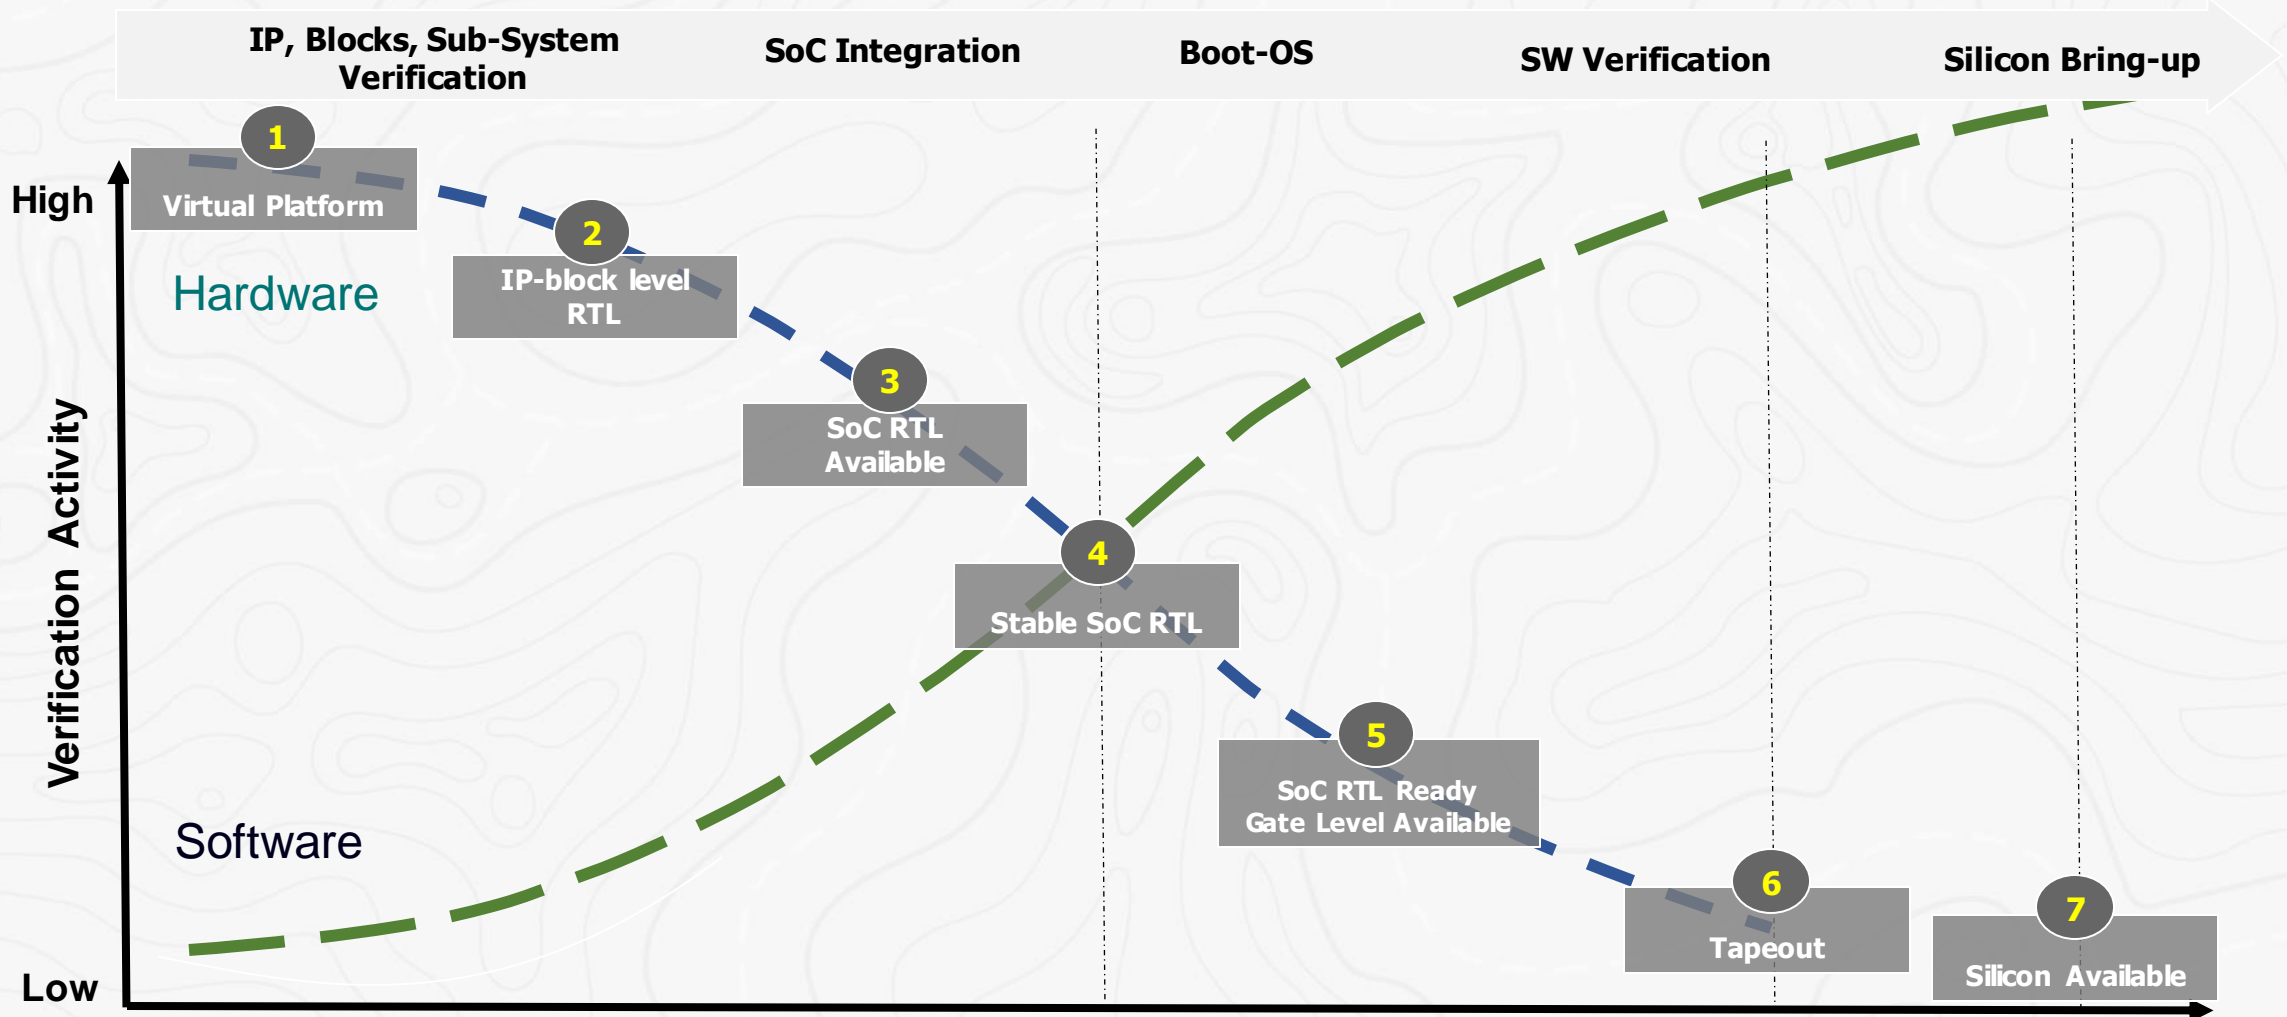 IP, Blocks, Sub-System
Verification
SoC Integration
Boot-OS
SW Verification
Silicon Bring-up
1
Virtual Platform
High
2
IP-block level
RTL
Hardware
3
SoC RTL
Available
Verification Activity
4
Stable SoC RTL
5
SoC RTL Ready
Gate Level Available
Software
6
Tapeout
7
Silicon Available
Low